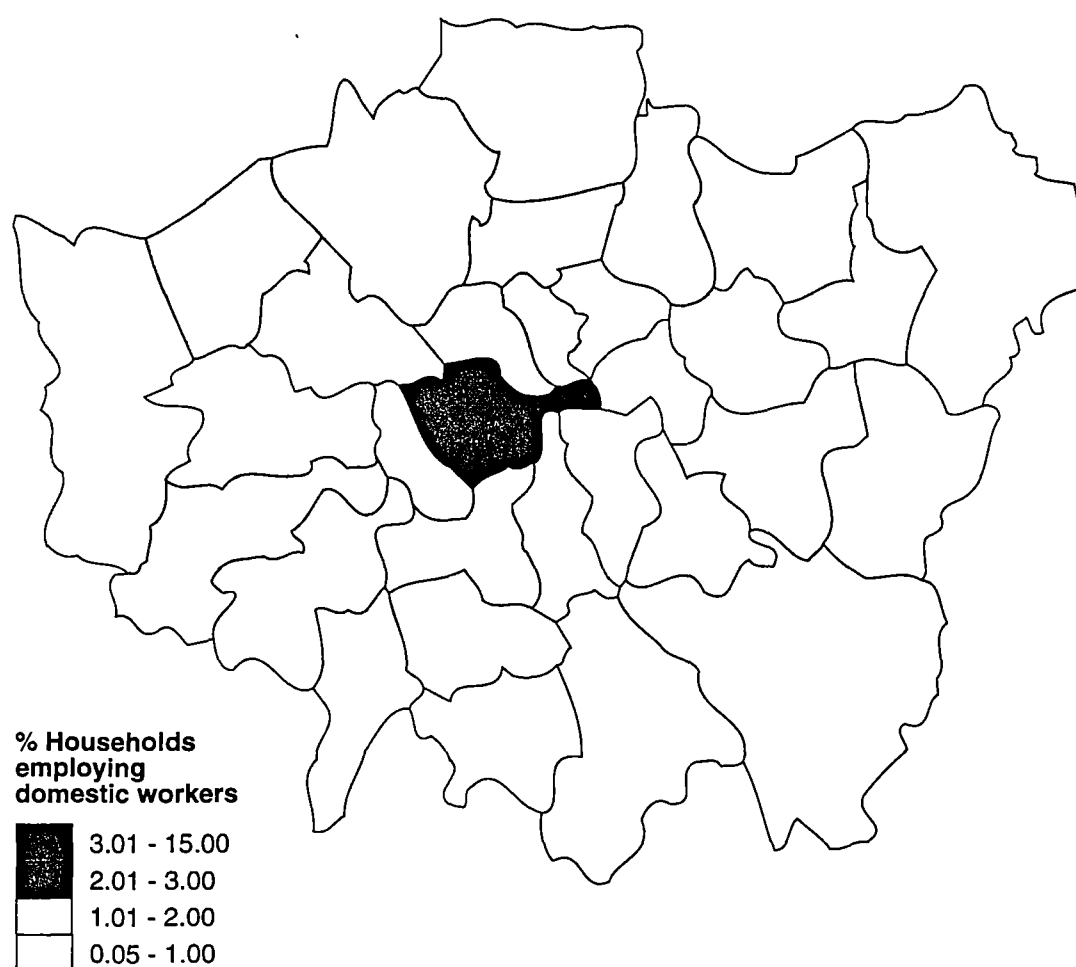 % Households
employing
domestic workers
3.01 - 15.00
2.01 - 3.00
1.01 - 2.00
0.05 - 1.00